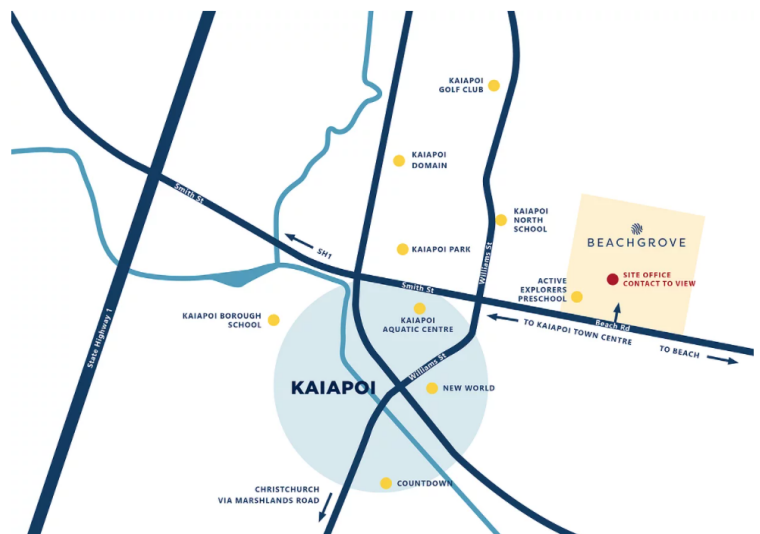 KAIAPOI
GOLF CLUB
KAIAPOI
DOMAIN
Smith St
KAIAPOI
NORTH
SCHOOL
BEACHGROVE
SH1
KAIAPOI PARK
Williams St
SITE OFFICE
CONTACT TO VIEW
ACTIVE
EXPLORERS
PRESCHOOL
Smith St
KAIAPOI BOROUGH
SCHOOL
KAIAPOI
AQUATIC CENTRE
Beach Rd
TO KAIAPOI TOWN CENTRE
TO BEACH
State Highway 1
Williams St
KAIAPOI
NEW WORLD
COUNTDOWN
CHRISTCHURCH
VIA MARSHLANDS ROAD